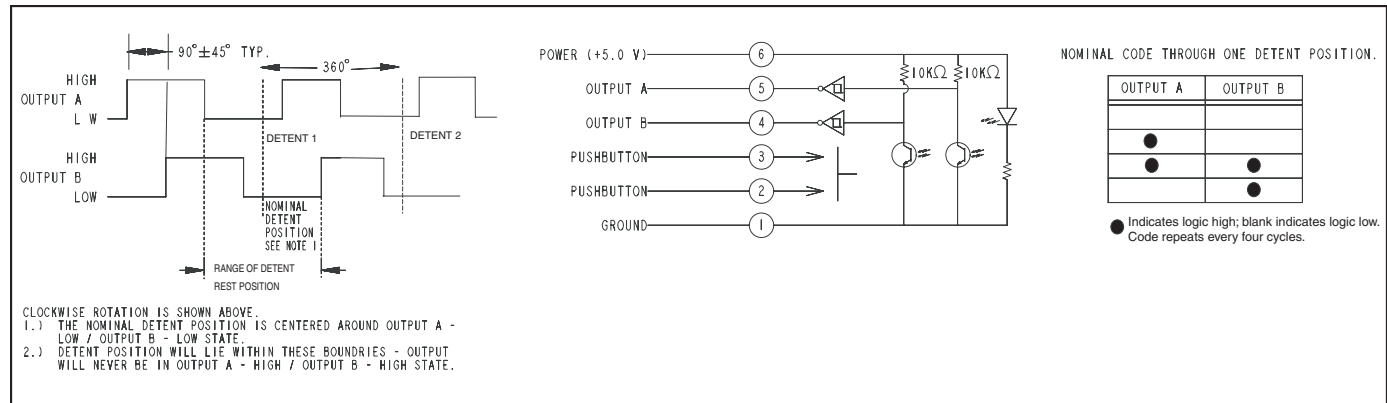 90°±45° TYP.
360°
HIGH
OUTPUT A
L W
DETENT 1
DETENT 2
HIGH
OUTPUT B
LOW
NOMINAL
DETENT
POSITION
SEE NOTE 1
RANGE OF DETENT
REST POSITION
CLOCKWISE ROTATION IS SHOWN ABOVE.
1.) THE NOMINAL DETENT POSITION IS CENTERED AROUND OUTPUT A -
LOW / OUTPUT B - LOW STATE.
2.) DETENT POSITION WILL LIE WITHIN THESE BOUNDRIES - OUTPUT
WILL NEVER BE IN OUTPUT A - HIGH / OUTPUT B - HIGH STATE.
POWER (+5.0 V) 6
10KΩ 10KΩ
OUTPUT A 5
OUTPUT B 4
PUSHBUTTON 3
PUSHBUTTON 2
GROUND 1
NOMINAL CODE THROUGH ONE DETENT POSITION.
OUTPUT A OUTPUT B
Indicates logic high; blank indicates logic low.
Code repeats every four cycles.